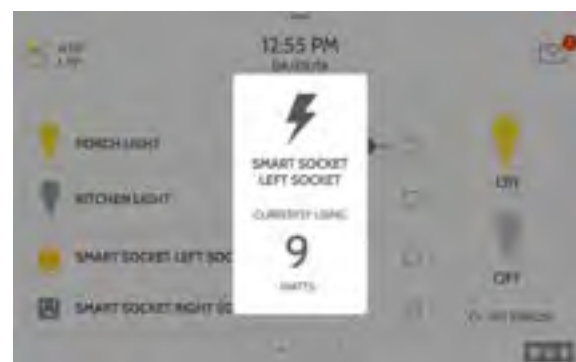 12:55 PM
PORCH LIGHT
KITCHEN LIGHT
SMART SOCKET LEFT SOC
SMART SOCKET RIGHT
SMART SOCKET
LEFT SOCKET
CURRENTLY USING
9
WATTS
ON
OFF